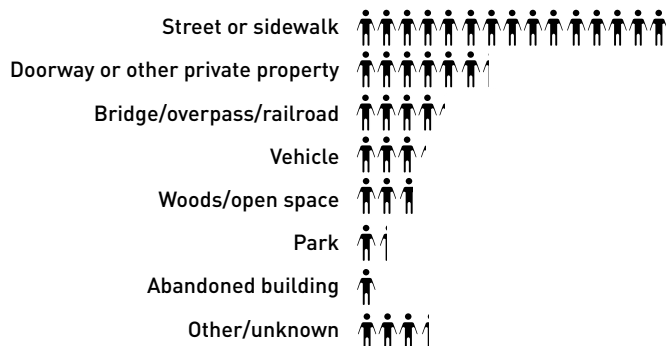 Street or sidewalk
Doorway or other private property
Bridge/overpass/railroad
Vehicle
Woods/open space
Park
Abandoned building
Other/unknown